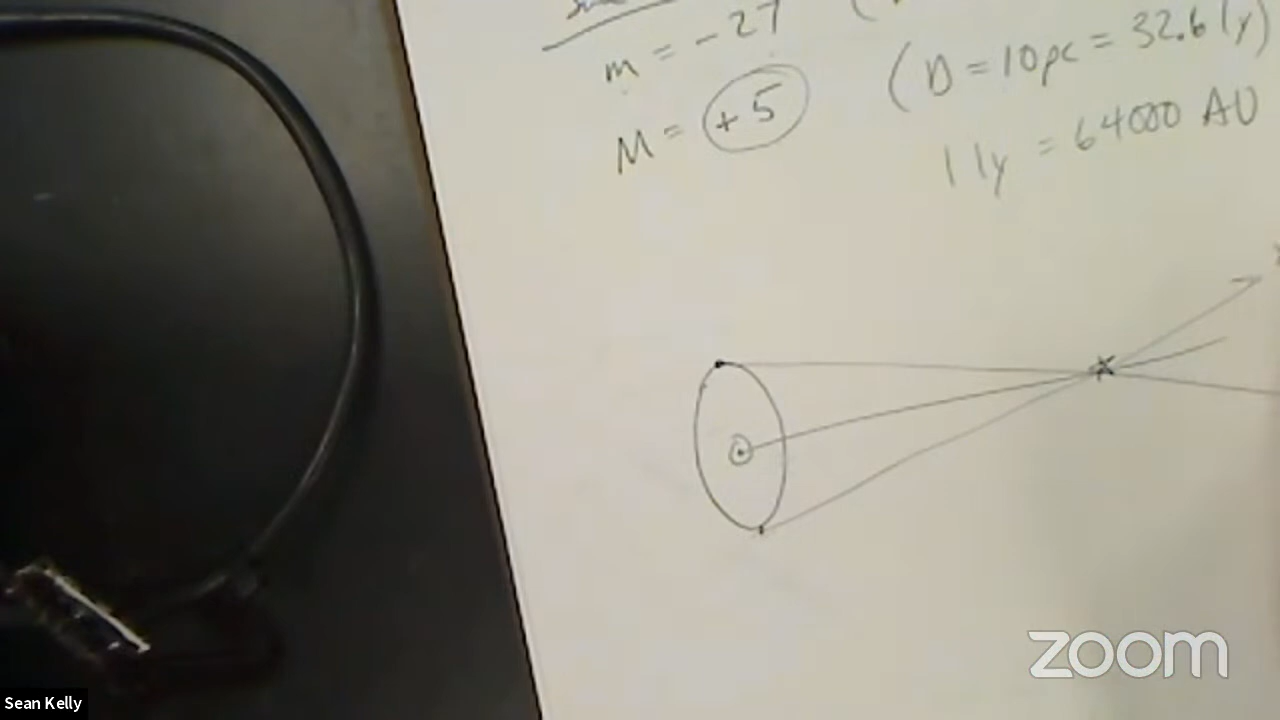 m = -27 (
M = +5 (D = 10pc = 32.6 ly)
1 ly = 64000 AU
zoom
Sean Kelly